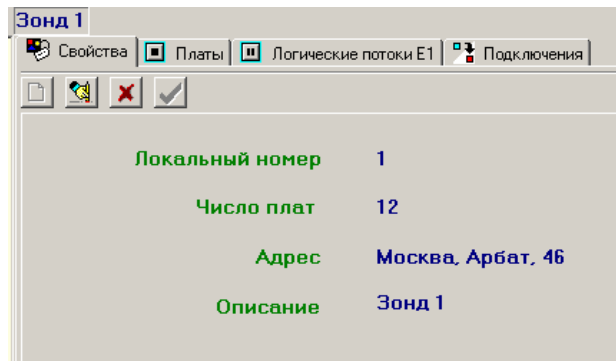 Зонд 1
Свойства Платы Логические потоки Е1 Подключения
Локальный номер 1
Число плат 12
Адрес Москва, Арбат, 46
Описание Зонд 1